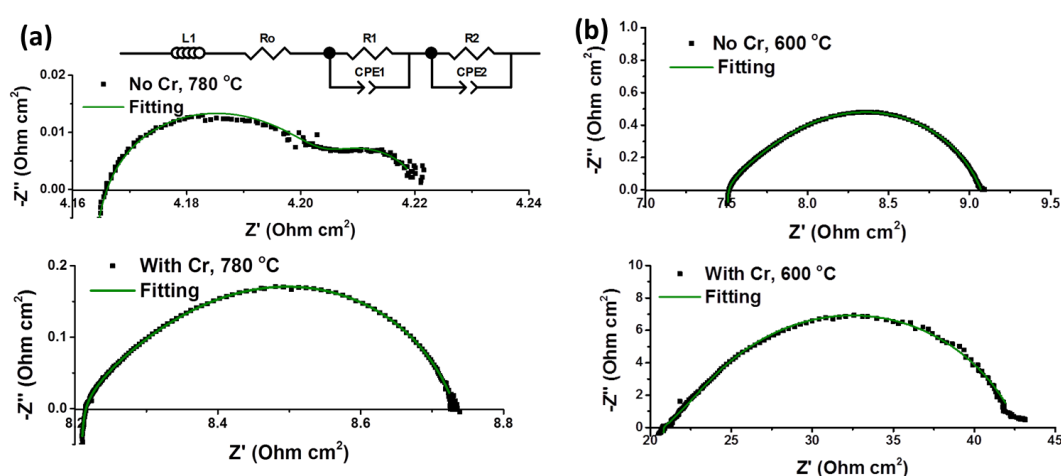 (a)
L1
Ro
R1
R2
CPE1
CPE2
0.02
0.01
0.00
-Z'' (Ohm cm²)
No Cr, 780 °C
Fitting
4.16
4.18
4.20
4.22
4.24
Z' (Ohm cm²)
0.2
0.1
0.0
-Z'' (Ohm cm²)
With Cr, 780 °C
Fitting
8.2
8.4
8.6
8.8
Z' (Ohm cm²)
(b)
1.0
0.8
0.6
0.4
0.2
0.0
-Z'' (Ohm cm²)
No Cr, 600 °C
Fitting
7.0
7.5
8.0
8.5
9.0
9.5
Z' (Ohm cm²)
10
8
6
4
2
0
-Z'' (Ohm cm²)
With Cr, 600 °C
Fitting
20
25
30
35
40
45
Z' (Ohm cm²)